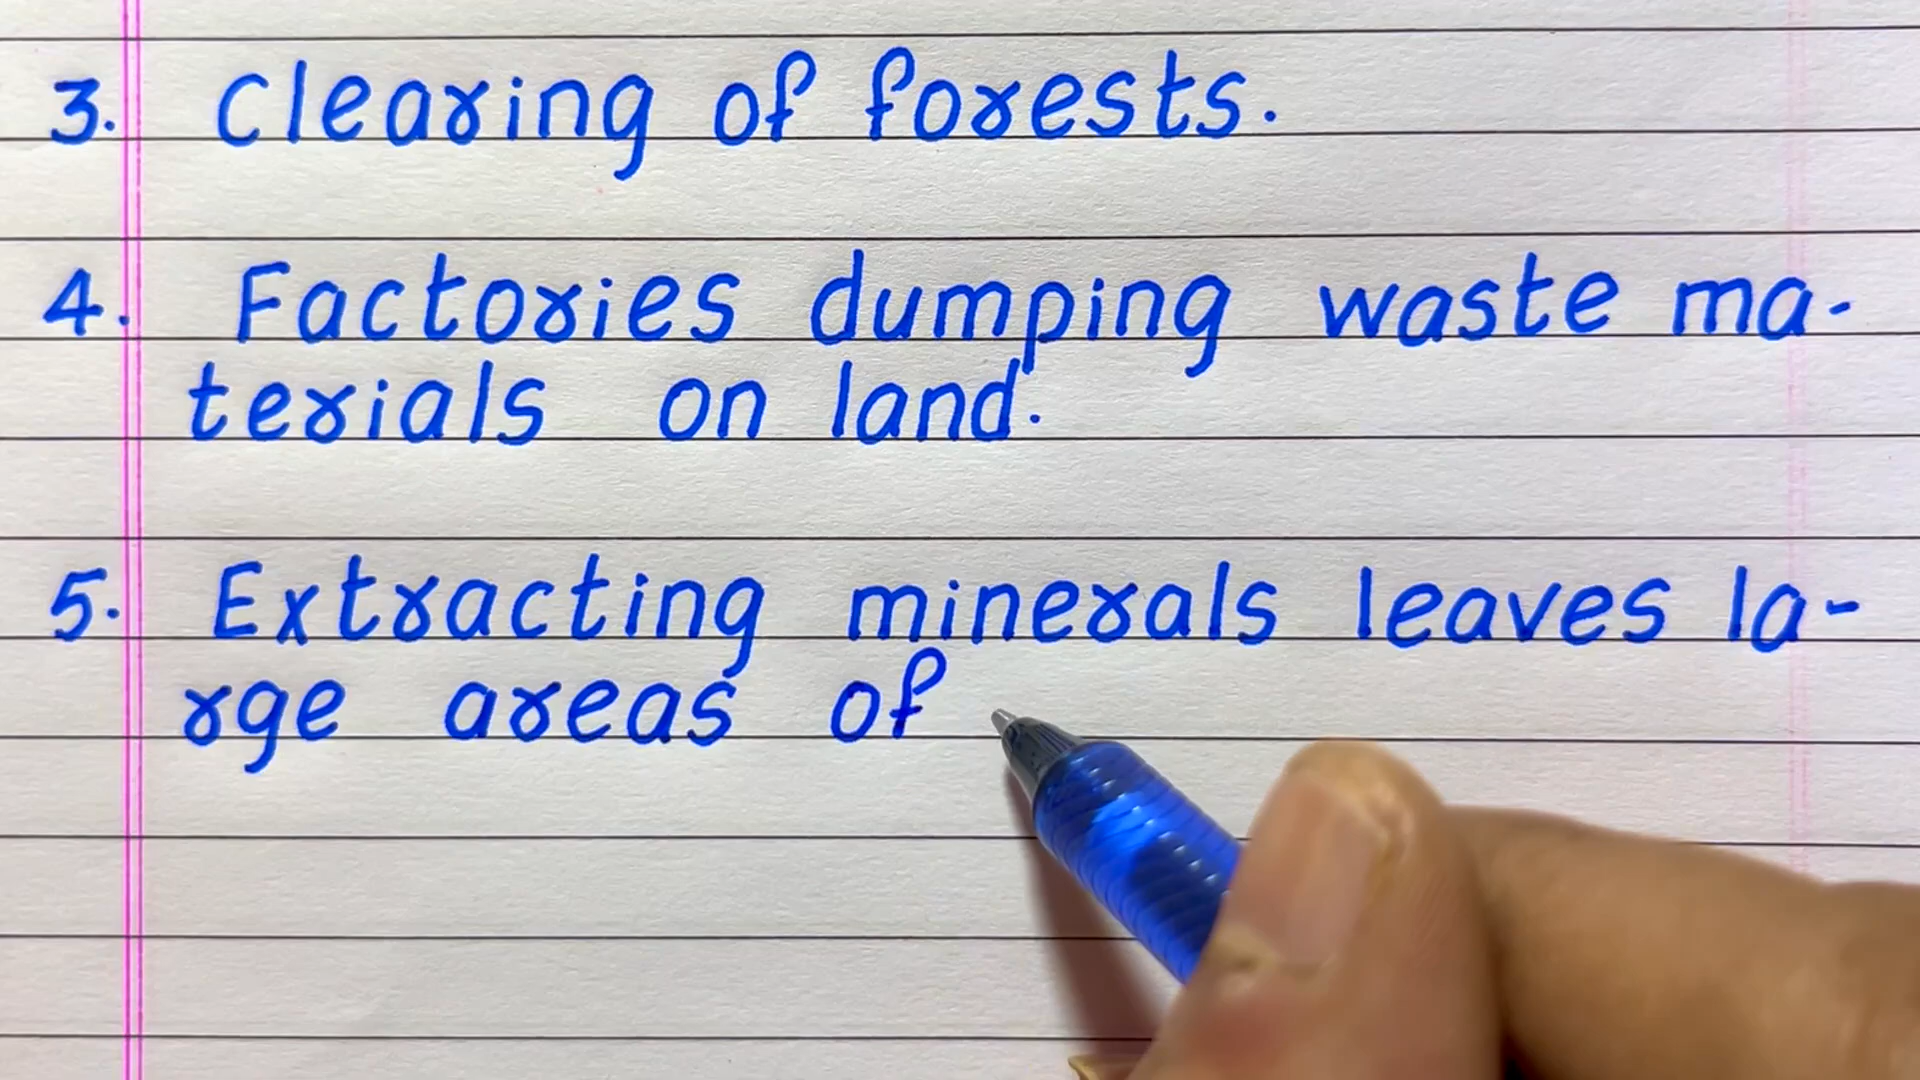 3. Clearing of forests.
4. Factories dumping waste ma-
terials on land.
5. Extracting minerals leaves la-
rge areas of